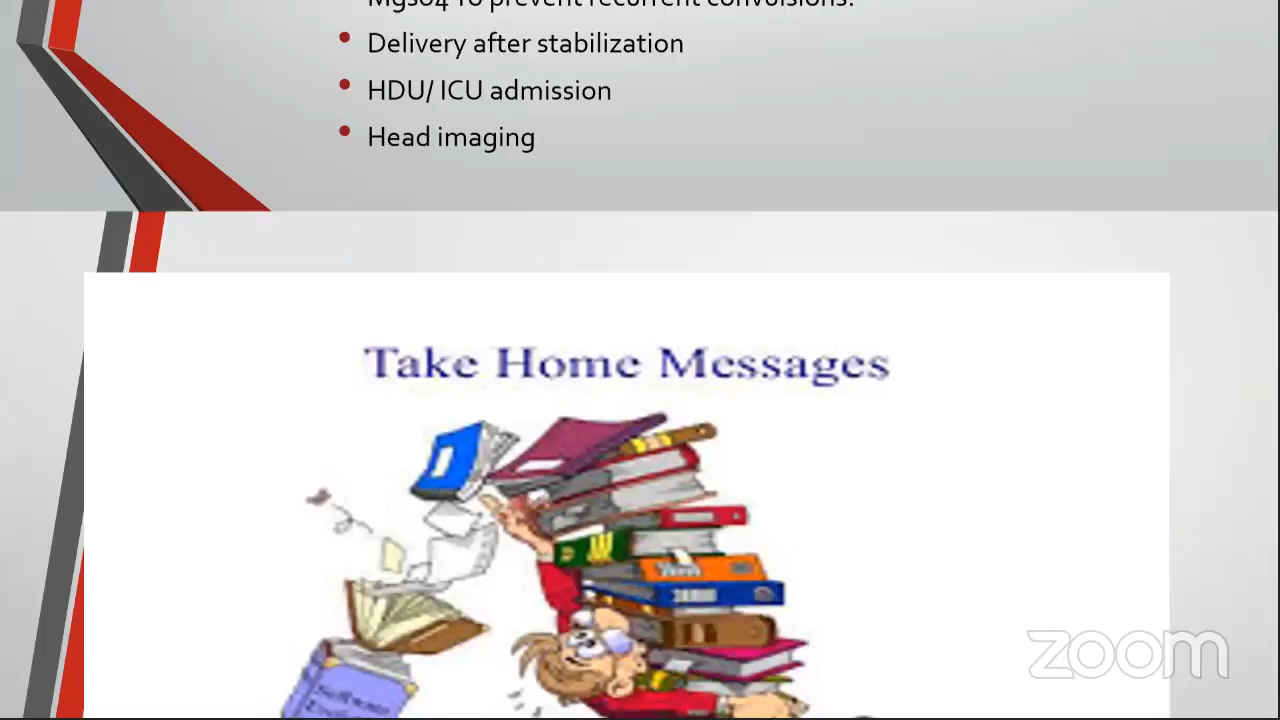 MgSO4 To prevent recurrent convulsions.
Delivery after stabilization
HDU/ ICU admission
Head imaging
Take Home Messages
zoom